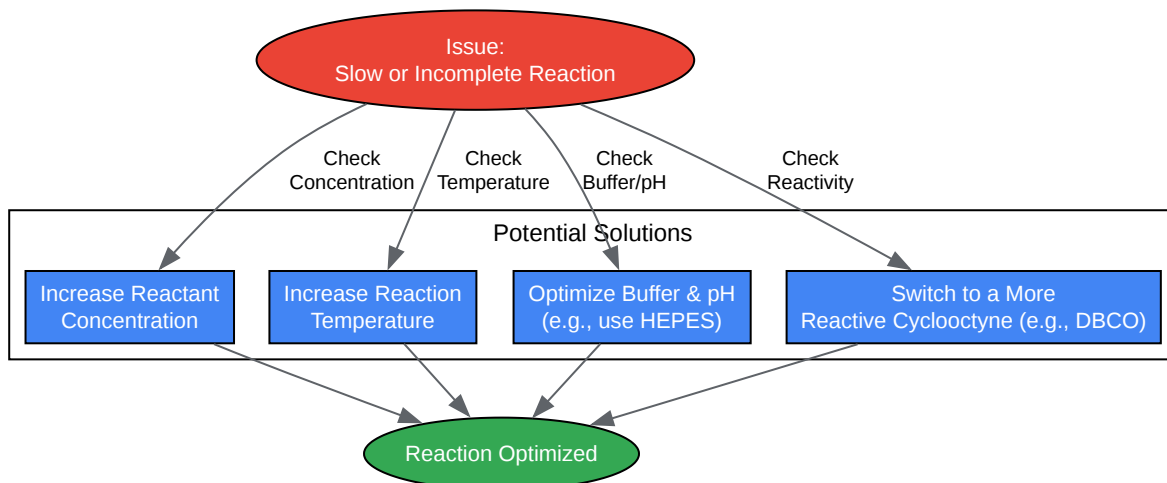 Issue:
Slow or Incomplete Reaction
Check
Concentration
Check
Temperature
Check
Buffer/pH
Check
Reactivity
Potential Solutions
Increase Reactant
Concentration
Increase Reaction
Temperature
Optimize Buffer & pH
(e.g., use HEPES)
Switch to a More
Reactive Cyclooctyne (e.g., DBCO)
Reaction Optimized